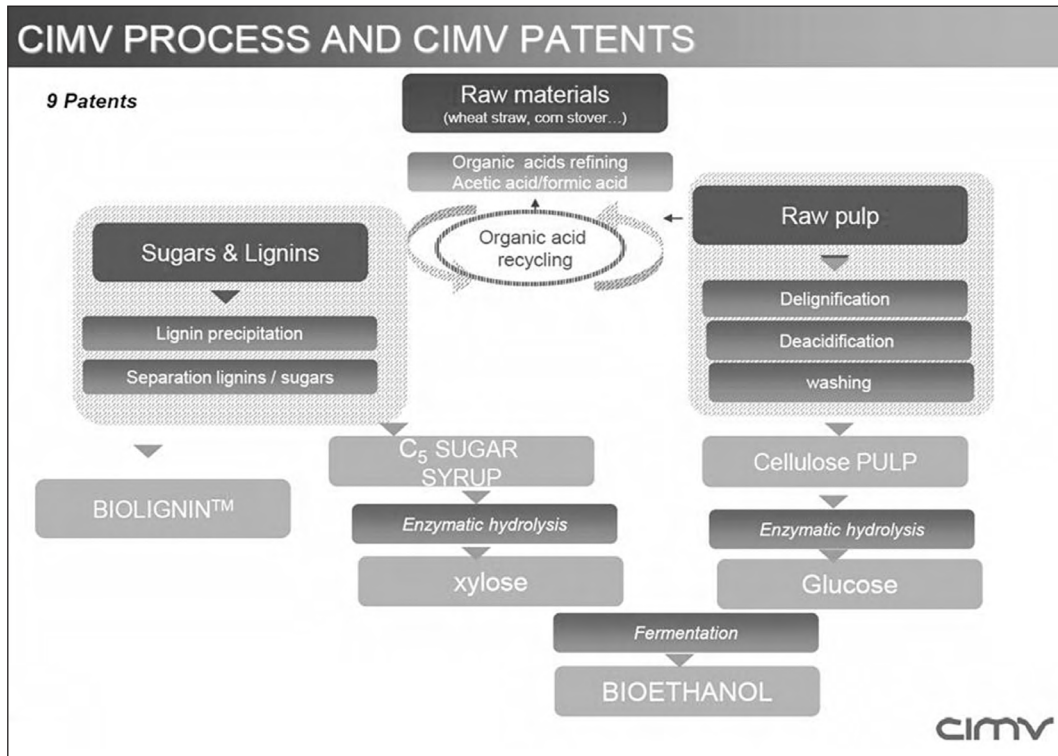 CIMV PROCESS AND CIMV PATENTS
9 Patents
Raw materials
(wheat straw, corn stover...)
Organic acids refining
Acetic acid/formic acid
Organic acid
recycling
Sugars & Lignins
Lignin precipitation
Separation lignins / sugars
Raw pulp
Delignification
Deacidification
washing
BIOLIGNIN™
C₅ SUGAR
SYRUP
Enzymatic hydrolysis
xylose
Cellulose PULP
Enzymatic hydrolysis
Glucose
Fermentation
BIOETHANOL
cimv